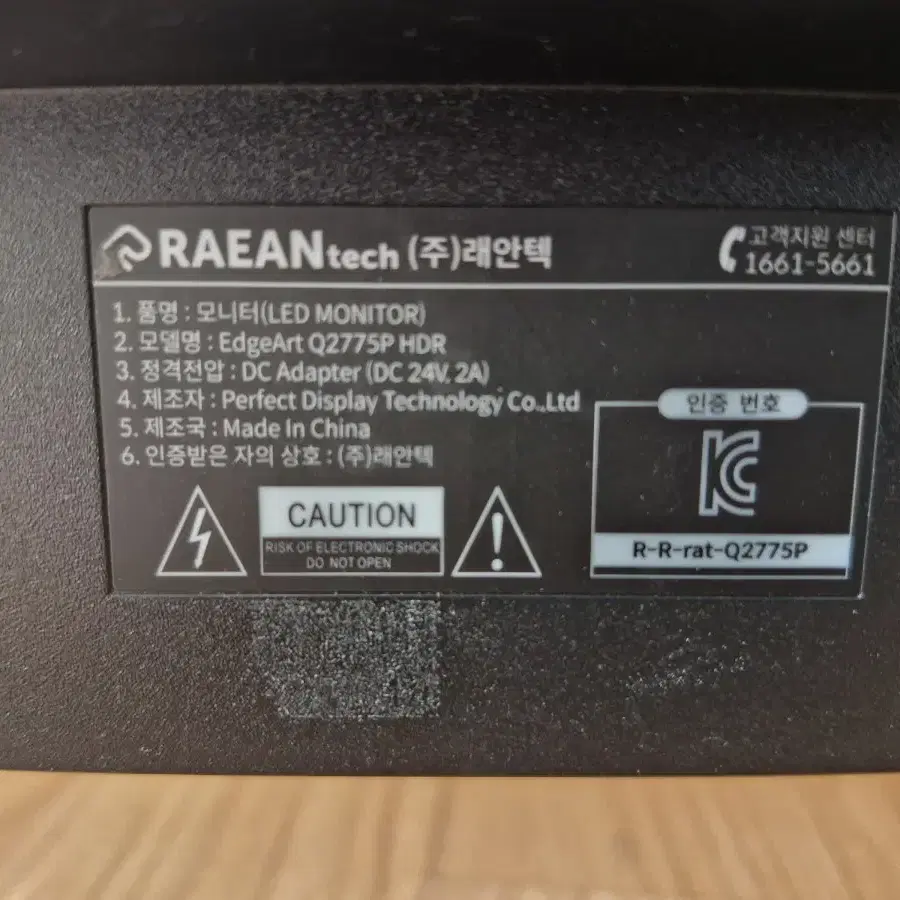 RAEANtech (주)래안텍
고객지원 센터
1661-5661
1. 품명 : 모니터(LED MONITOR)
2. 모델명 : EdgeArt Q2775P HDR
3. 정격전압 : DC Adapter (DC 24V, 2A)
4. 제조자 : Perfect Display Technology Co.,Ltd
5. 제조국 : Made In China
6. 인증받은 자의 상호 : (주)래안텍
인증 번호
KC
R-R-rat-Q2775P
CAUTION
RISK OF ELECTRONIC SHOCK
DO NOT OPEN